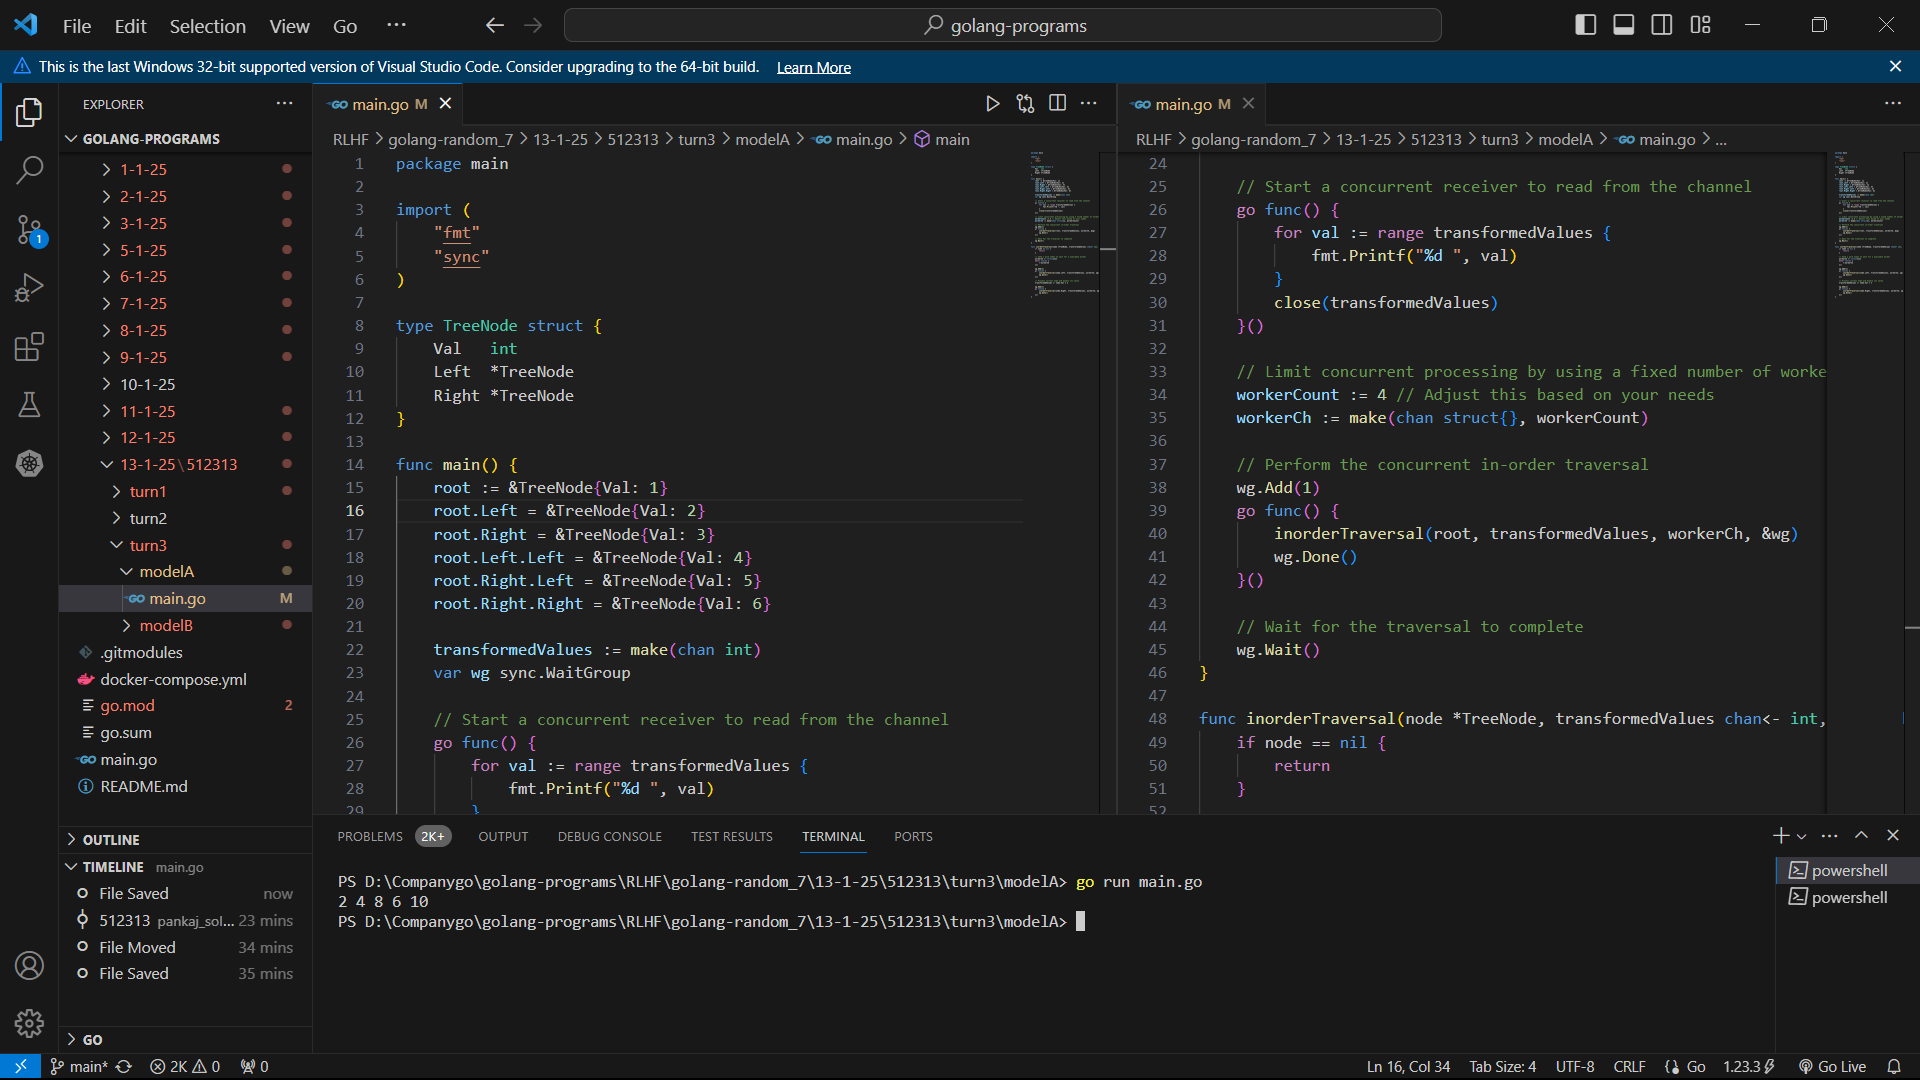 File Edit Selection View Go ... golang-programs
This is the last Windows 32-bit supported version of Visual Studio Code. Consider upgrading to the 64-bit build. Learn More
EXPLORER
GOLANG-PROGRAMS
1-1-25
2-1-25
3-1-25
5-1-25
6-1-25
7-1-25
8-1-25
9-1-25
10-1-25
11-1-25
12-1-25
13-1-25\512313
turn1
turn2
turn3
modelA
main.go M
modelB
.gitmodules
docker-compose.yml
go.mod 2
go.sum
main.go
README.md
OUTLINE
TIMELINE main.go
File Saved now
512313 pankaj_sol... 23 mins
File Moved 34 mins
File Saved 35 mins
GO
1
main.go M
RLHF > golang-random_7 > 13-1-25 > 512313 > turn3 > modelA > main.go > main
1 package main
2
3 import (
4 "fmt"
5 "sync"
6 )
7
8 type TreeNode struct {
9 Val   int
10 Left  *TreeNode
11 Right *TreeNode
12 }
13
14 func main() {
15 root := &TreeNode{Val: 1}
16 root.Left = &TreeNode{Val: 2}
17 root.Right = &TreeNode{Val: 3}
18 root.Left.Left = &TreeNode{Val: 4}
19 root.Right.Left = &TreeNode{Val: 5}
20 root.Right.Right = &TreeNode{Val: 6}
21
22 transformedValues := make(chan int)
23 var wg sync.WaitGroup
24
25 // Start a concurrent receiver to read from the channel
26 go func() {
27 for val := range transformedValues {
28 fmt.Printf("%d ", val)
29 }
main.go M
RLHF > golang-random_7 > 13-1-25 > 512313 > turn3 > modelA > main.go > ...
24
25 // Start a concurrent receiver to read from the channel
26 go func() {
27 for val := range transformedValues {
28 fmt.Printf("%d ", val)
29 }
30 close(transformedValues)
31 }()
32
33 // Limit concurrent processing by using a fixed number of worke
34 workerCount := 4 // Adjust this based on your needs
35 workerCh := make(chan struct{}, workerCount)
36
37 // Perform the concurrent in-order traversal
38 wg.Add(1)
39 go func() {
40 inorderTraversal(root, transformedValues, workerCh, &wg)
41 wg.Done()
42 }()
43
44 // Wait for the traversal to complete
45 wg.Wait()
46 }
47
48 func inorderTraversal(node *TreeNode, transformedValues chan<- int,
49 if node == nil {
50 return
51 }
52
PROBLEMS 2K+ OUTPUT DEBUG CONSOLE TEST RESULTS TERMINAL PORTS
PS D:\Companygo\golang-programs\RLHF\golang-random_7\13-1-25\512313\turn3\modelA> go run main.go
2 4 8 6 10
PS D:\Companygo\golang-programs\RLHF\golang-random_7\13-1-25\512313\turn3\modelA>
powershell
powershell
main* 2K 0 0 Ln 16, Col 34 Tab Size: 4 UTF-8 CRLF Go 1.23.3 Go Live